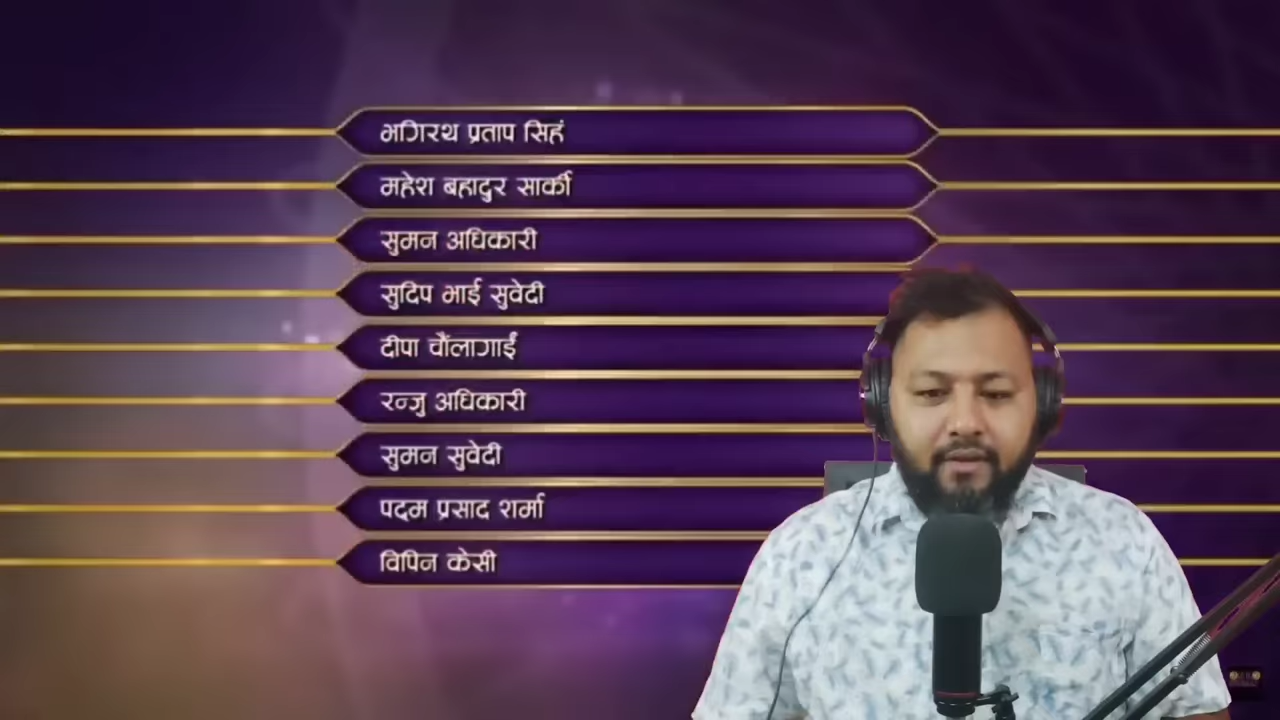 भगिरथ प्रताप सिहं
महेश बहादुर सार्की
सुमन अधिकारी
सुदिप भाई सुवेदी
दीपा चौंलागाईं
रन्जु अधिकारी
सुमन सुवेदी
पदम प्रसाद शर्मा
विपिन केसी